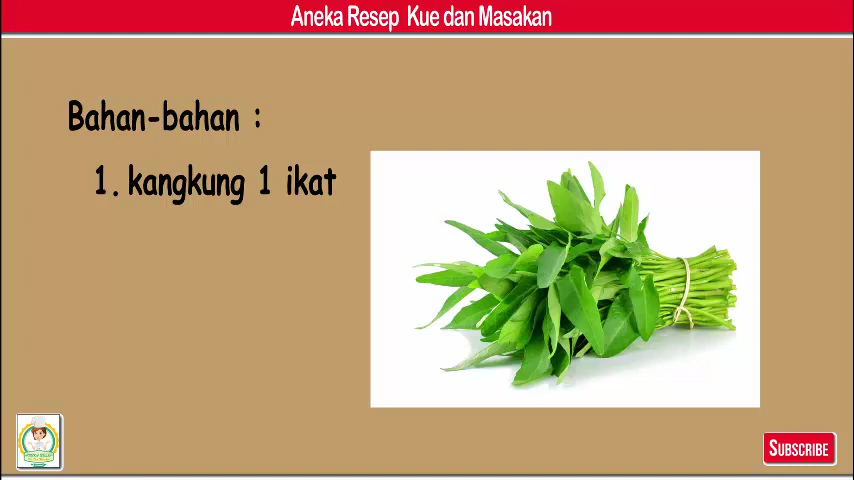 Aneka Resep Kue dan Masakan
Bahan-bahan :
1. kangkung 1 ikat
SUBSCRIBE